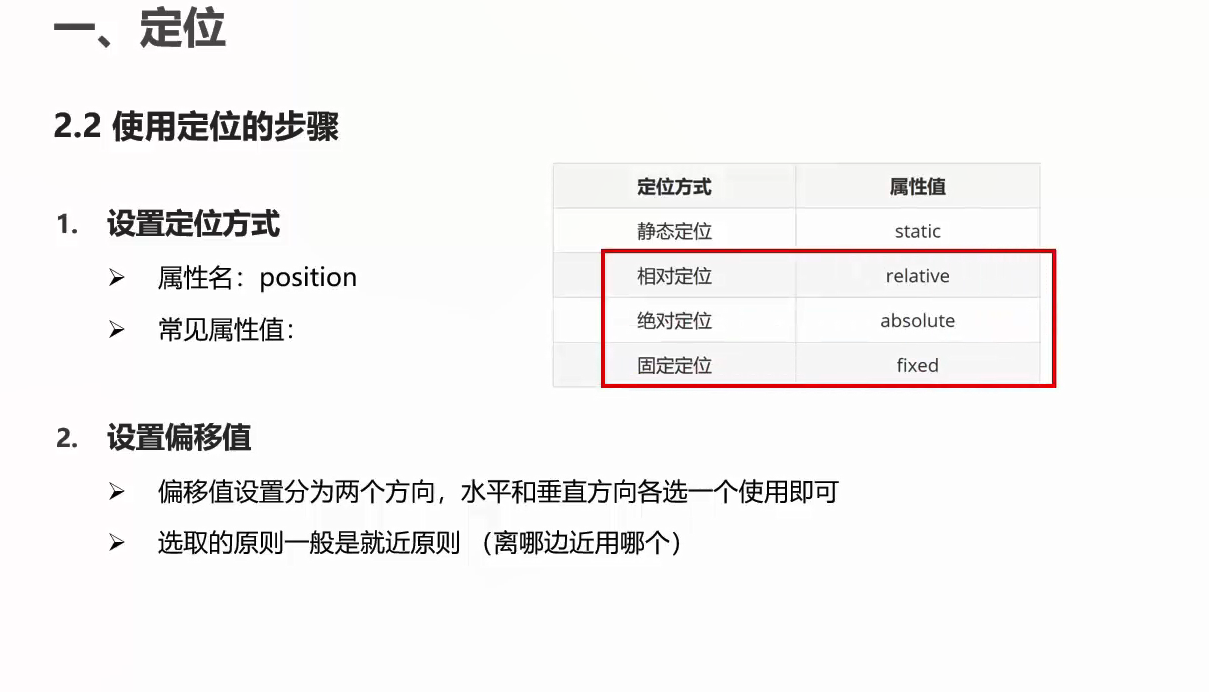 一、定位
2.2 使用定位的步骤
1. 设置定位方式
➢ 属性名：position
➢ 常见属性值：
定位方式 属性值
静态定位 static
相对定位 relative
绝对定位 absolute
固定定位 fixed
2. 设置偏移值
➢ 偏移值设置分为两个方向，水平和垂直方向各选一个使用即可
➢ 选取的原则一般是就近原则 （离哪边近用哪个）